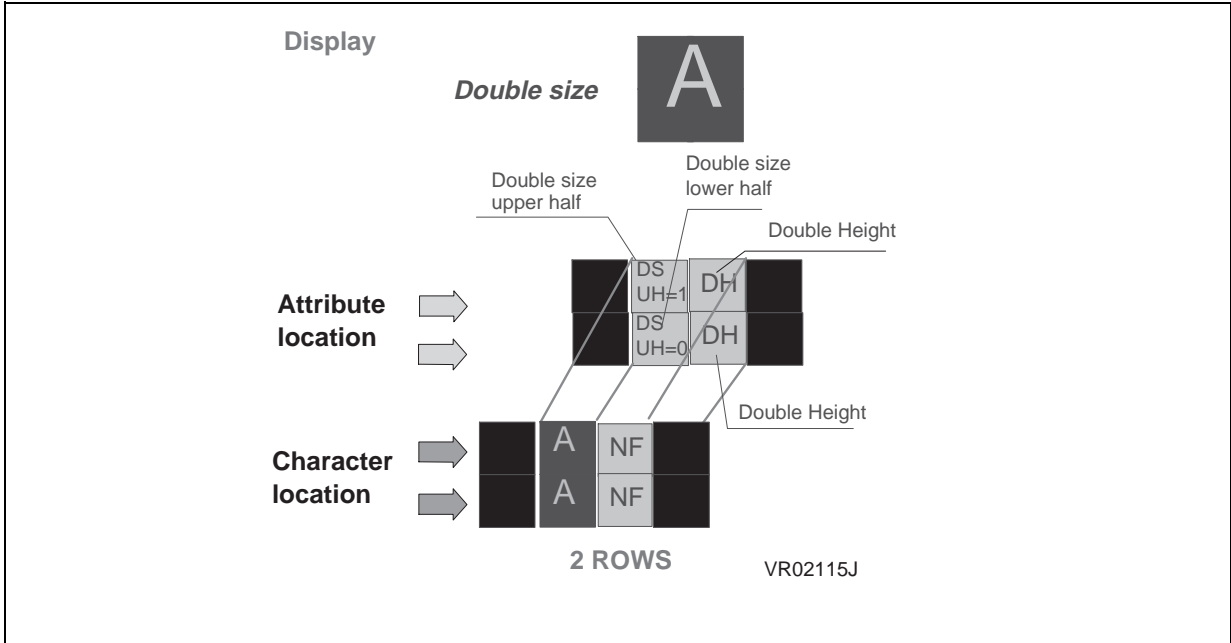 Display
A
Double size
Double size
lower half
Double size
upper half
Double Height
DS
UH=1
DH
Attribute
location
DS
UH=0
DH
Double Height
A
NF
Character
location
A
NF
2 ROWS
VR02115J